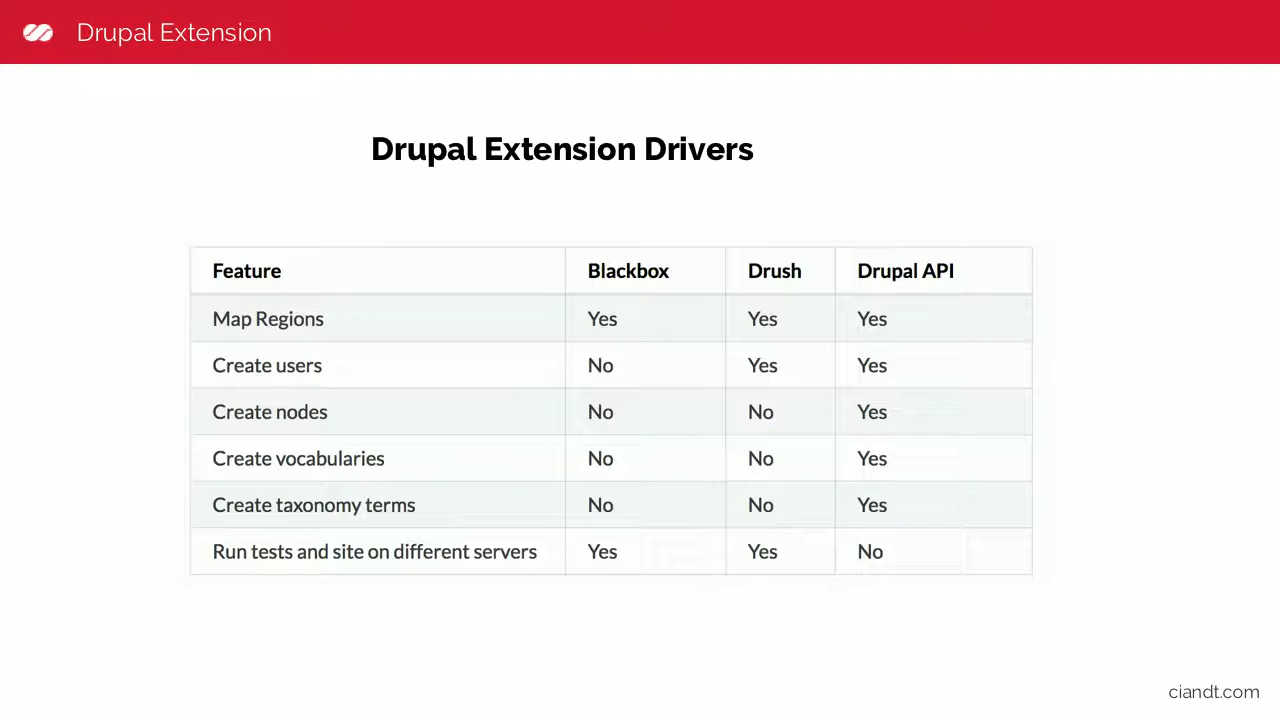 Drupal Extension
Drupal Extension Drivers
Feature Blackbox Drush Drupal API
Map Regions Yes Yes Yes
Create users No Yes Yes
Create nodes No No Yes
Create vocabularies No No Yes
Create taxonomy terms No No Yes
Run tests and site on different servers Yes Yes No
ciandt.com